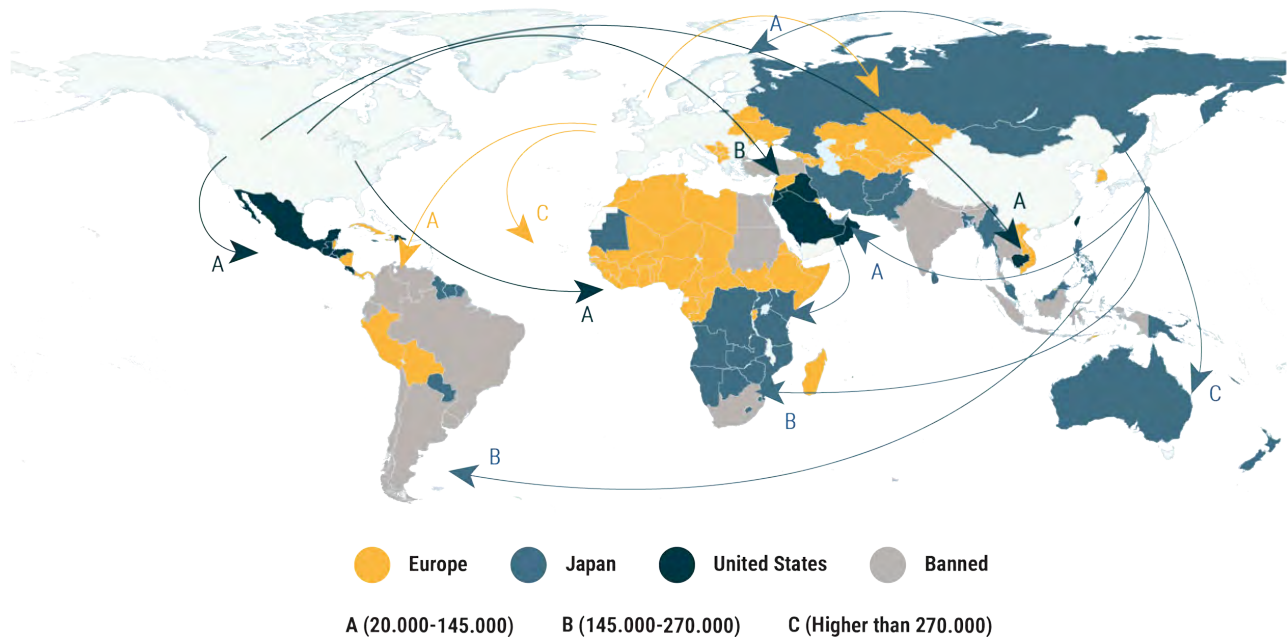 A
B
A
A
C
A
A
A
C
B
B
Europe Japan United States Banned
A (20.000-145.000) B (145.000-270.000) C (Higher than 270.000)